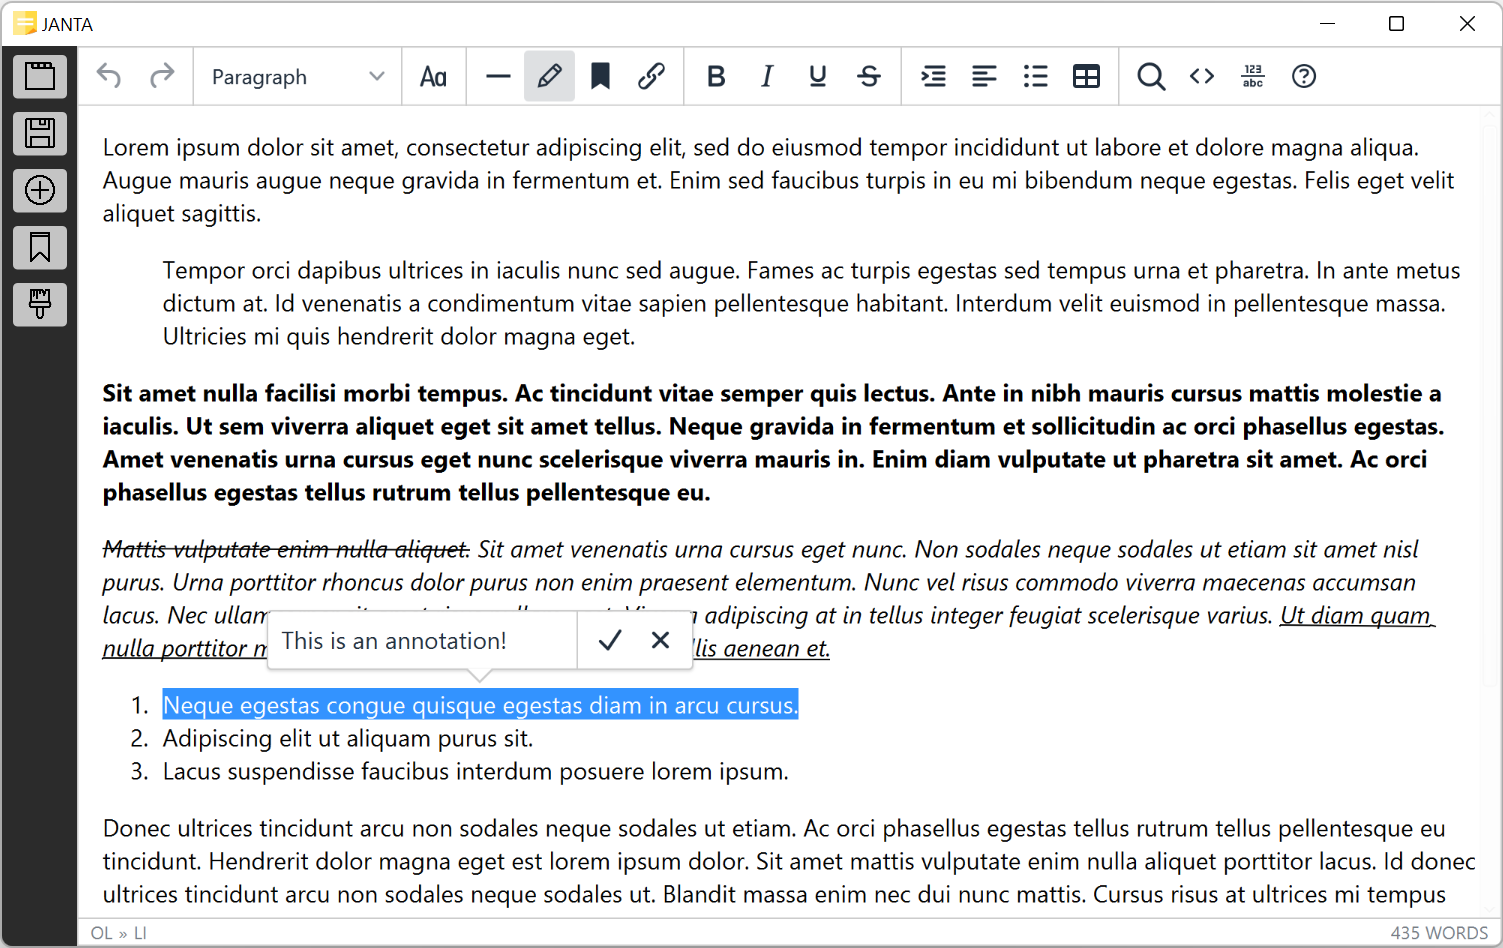 JANTA
Paragraph Aa B I U S 123 abc
Lorem ipsum dolor sit amet, consectetur adipiscing elit, sed do eiusmod tempor incididunt ut labore et dolore magna aliqua.
Augue mauris augue neque gravida in fermentum et. Enim sed faucibus turpis in eu mi bibendum neque egestas. Felis eget velit
aliquet sagittis.
Tempor orci dapibus ultrices in iaculis nunc sed augue. Fames ac turpis egestas sed tempus urna et pharetra. In ante metus
dictum at. Id venenatis a condimentum vitae sapien pellentesque habitant. Interdum velit euismod in pellentesque massa.
Ultricies mi quis hendrerit dolor magna eget.
Sit amet nulla facilisi morbi tempus. Ac tincidunt vitae semper quis lectus. Ante in nibh mauris cursus mattis molestie a
iaculis. Ut sem viverra aliquet eget sit amet tellus. Neque gravida in fermentum et sollicitudin ac orci phasellus egestas.
Amet venenatis urna cursus eget nunc scelerisque viverra mauris in. Enim diam vulputate ut pharetra sit amet. Ac orci
phasellus egestas tellus rutrum tellus pellentesque eu.
Mattis vulputate enim nulla aliquet. Sit amet venenatis urna cursus eget nunc. Non sodales neque sodales ut etiam sit amet nisl
purus. Urna porttitor rhoncus dolor purus non enim praesent elementum. Nunc vel risus commodo viverra maecenas accumsan
lacus. Nec adipiscing at in tellus integer feugiat scelerisque varius. Ut diam quam
nulla porttitor aenean et.
This is an annotation!
1. Neque egestas congue quisque egestas diam in arcu cursus.
2. Adipiscing elit ut aliquam purus sit.
3. Lacus suspendisse faucibus interdum posuere lorem ipsum.
Donec ultrices tincidunt arcu non sodales neque sodales ut etiam. Ac orci phasellus egestas tellus rutrum tellus pellentesque eu
tincidunt. Hendrerit dolor magna eget est lorem ipsum dolor. Sit amet mattis vulputate enim nulla aliquet porttitor lacus. Id donec
ultrices tincidunt arcu non sodales neque sodales ut. Blandit massa enim nec dui nunc mattis. Cursus risus at ultrices mi tempus
OL » LI
435 WORDS